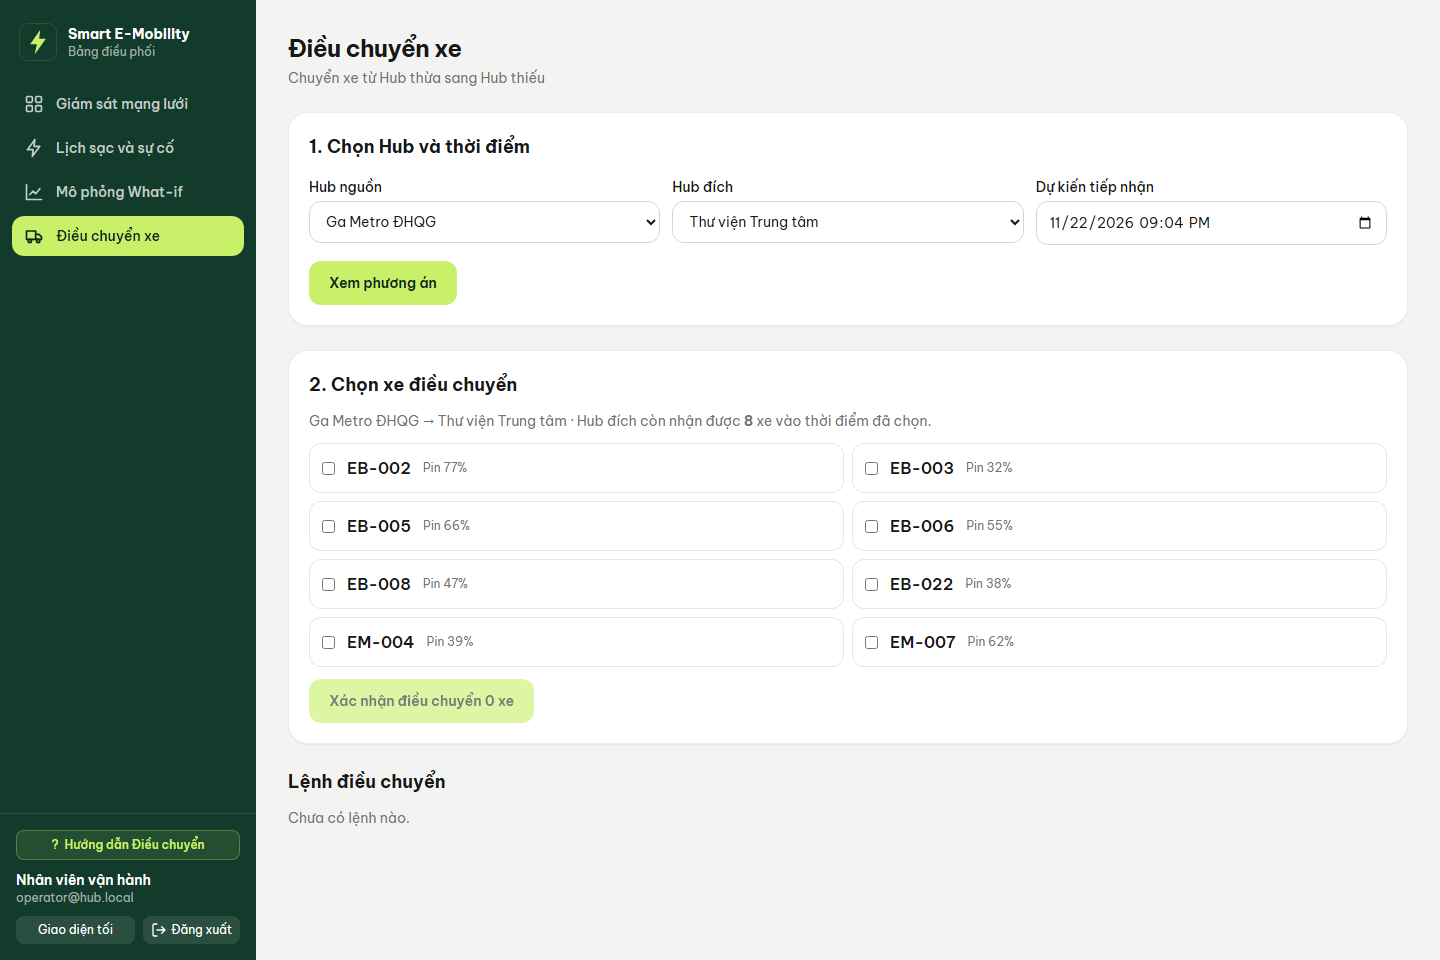 Smart E-Mobility
Bảng điều phối
Giám sát mạng lưới
Lịch sạc và sự cố
Mô phỏng What-if
Điều chuyển xe
? Hướng dẫn Điều chuyển
Nhân viên vận hành
operator@hub.local
Giao diện tối
Đăng xuất
Điều chuyển xe
Chuyển xe từ Hub thừa sang Hub thiếu
1. Chọn Hub và thời điểm
Hub nguồn
Hub đích
Dự kiến tiếp nhận
Ga Metro ĐHQG
Thư viện Trung tâm
11/22/2026 09:04 PM
Xem phương án
2. Chọn xe điều chuyển
Ga Metro ĐHQG → Thư viện Trung tâm · Hub đích còn nhận được 8 xe vào thời điểm đã chọn.
EB-002 Pin 77%
EB-003 Pin 32%
EB-005 Pin 66%
EB-006 Pin 55%
EB-008 Pin 47%
EB-022 Pin 38%
EM-004 Pin 39%
EM-007 Pin 62%
Xác nhận điều chuyển 0 xe
Lệnh điều chuyển
Chưa có lệnh nào.